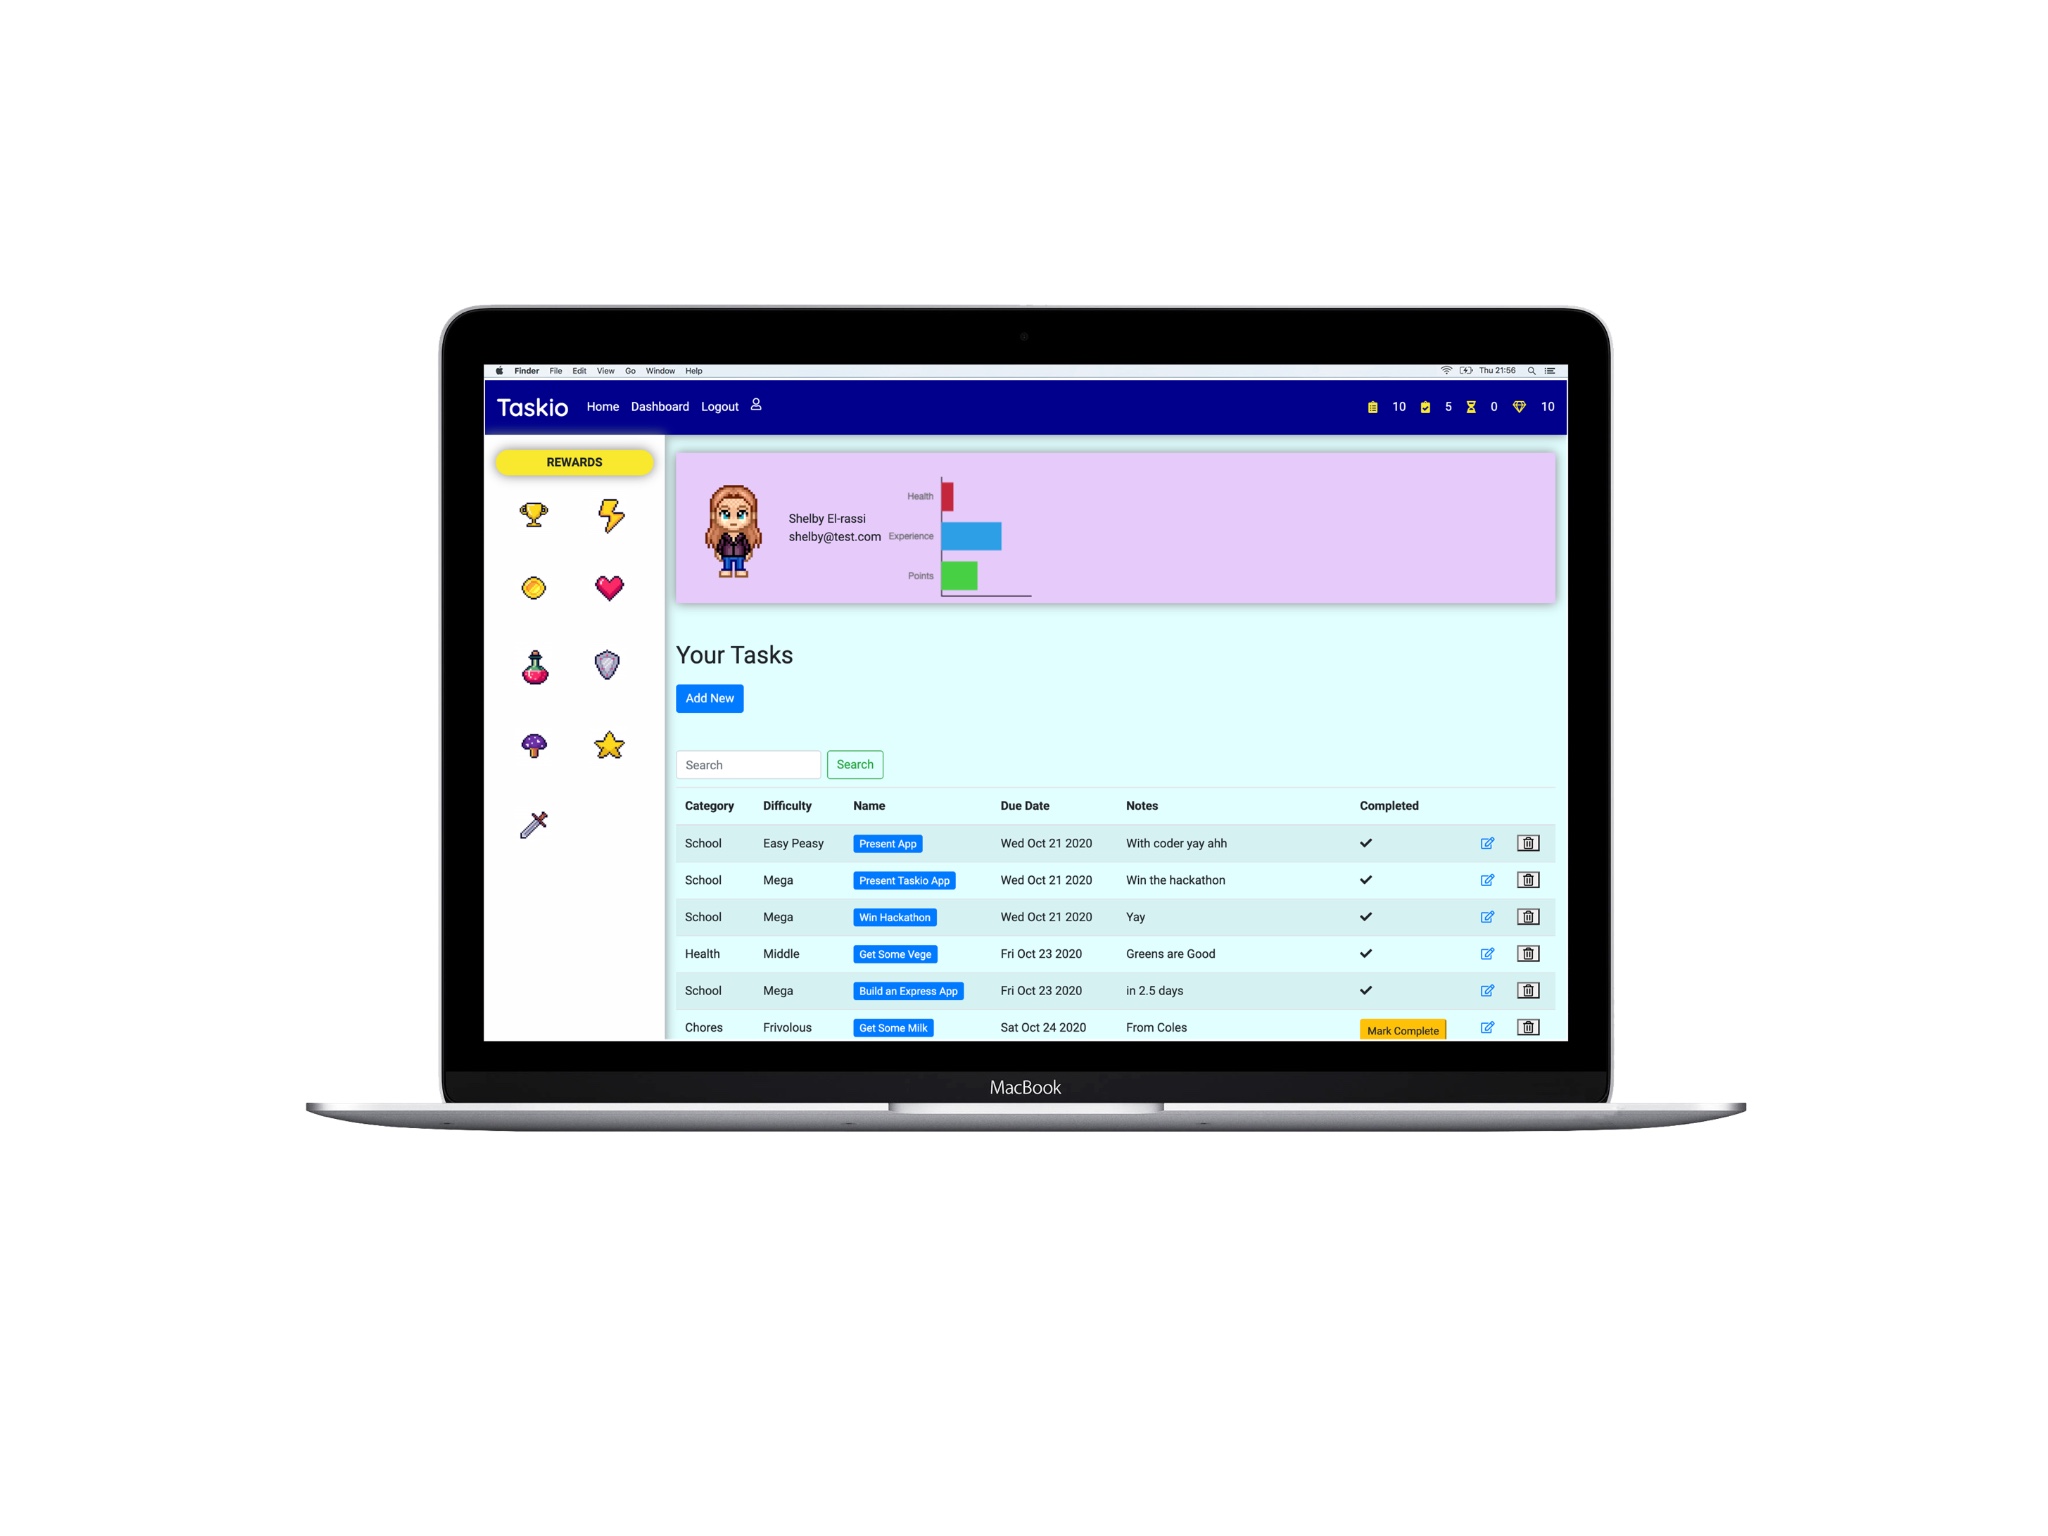 Finder File Edit View Go Window Help Thu 21:56
Taskio Home Dashboard Logout 10 5 0 10
REWARDS
Health
Shelby El-rassi
shelby@test.com Experience
Points
Your Tasks
Add New
Search Search
Category Difficulty Name Due Date Notes Completed
School Easy Peasy Present App Wed Oct 21 2020 With coder yay ahh
School Mega Present Taskio App Wed Oct 21 2020 Win the hackathon
School Mega Win Hackathon Wed Oct 21 2020 Yay
Health Middle Get Some Vege Fri Oct 23 2020 Greens are Good
School Mega Build an Express App Fri Oct 23 2020 in 2.5 days
Chores Frivolous Get Some Milk Sat Oct 24 2020 From Coles Mark Complete
MacBook